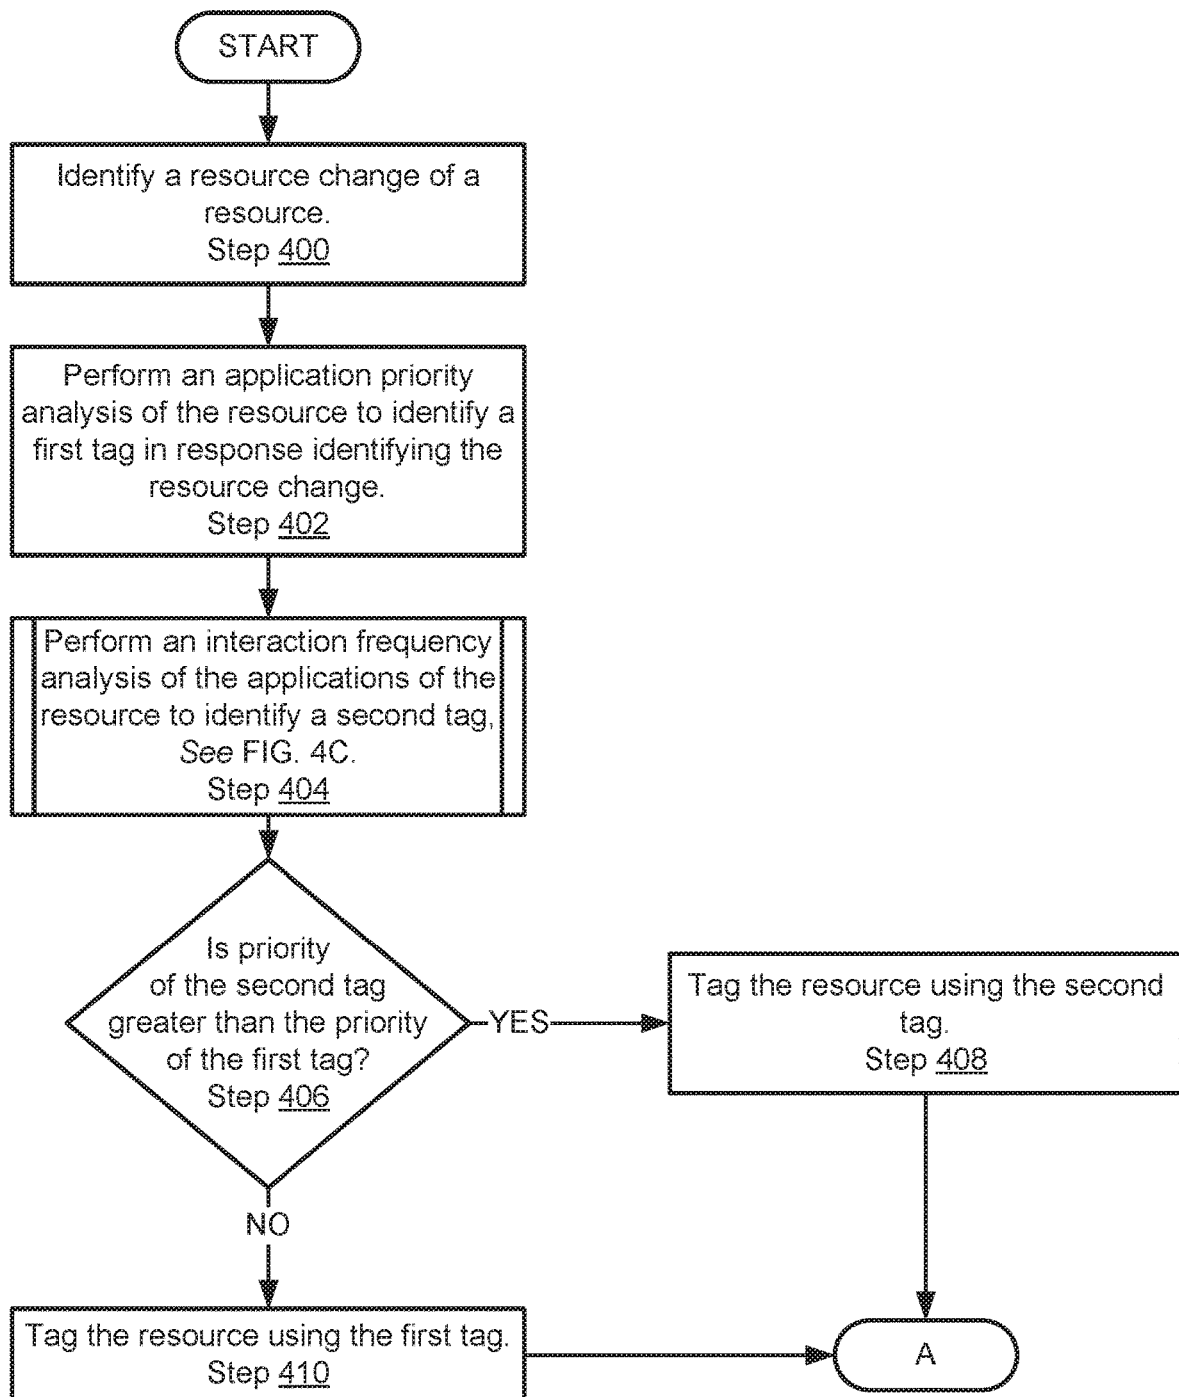 START
Identify a resource change of a
resource.
Step 400
Perform an application priority
analysis of the resource to identify a
first tag in response identifying the
resource change.
Step 402
Perform an interaction frequency
analysis of the applications of the
resource to identify a second tag,
See FIG. 4C.
Step 404
Is priority
of the second tag
greater than the priority
of the first tag?
Step 406
YES
Tag the resource using the second
tag.
Step 408
NO
Tag the resource using the first tag.
Step 410
A